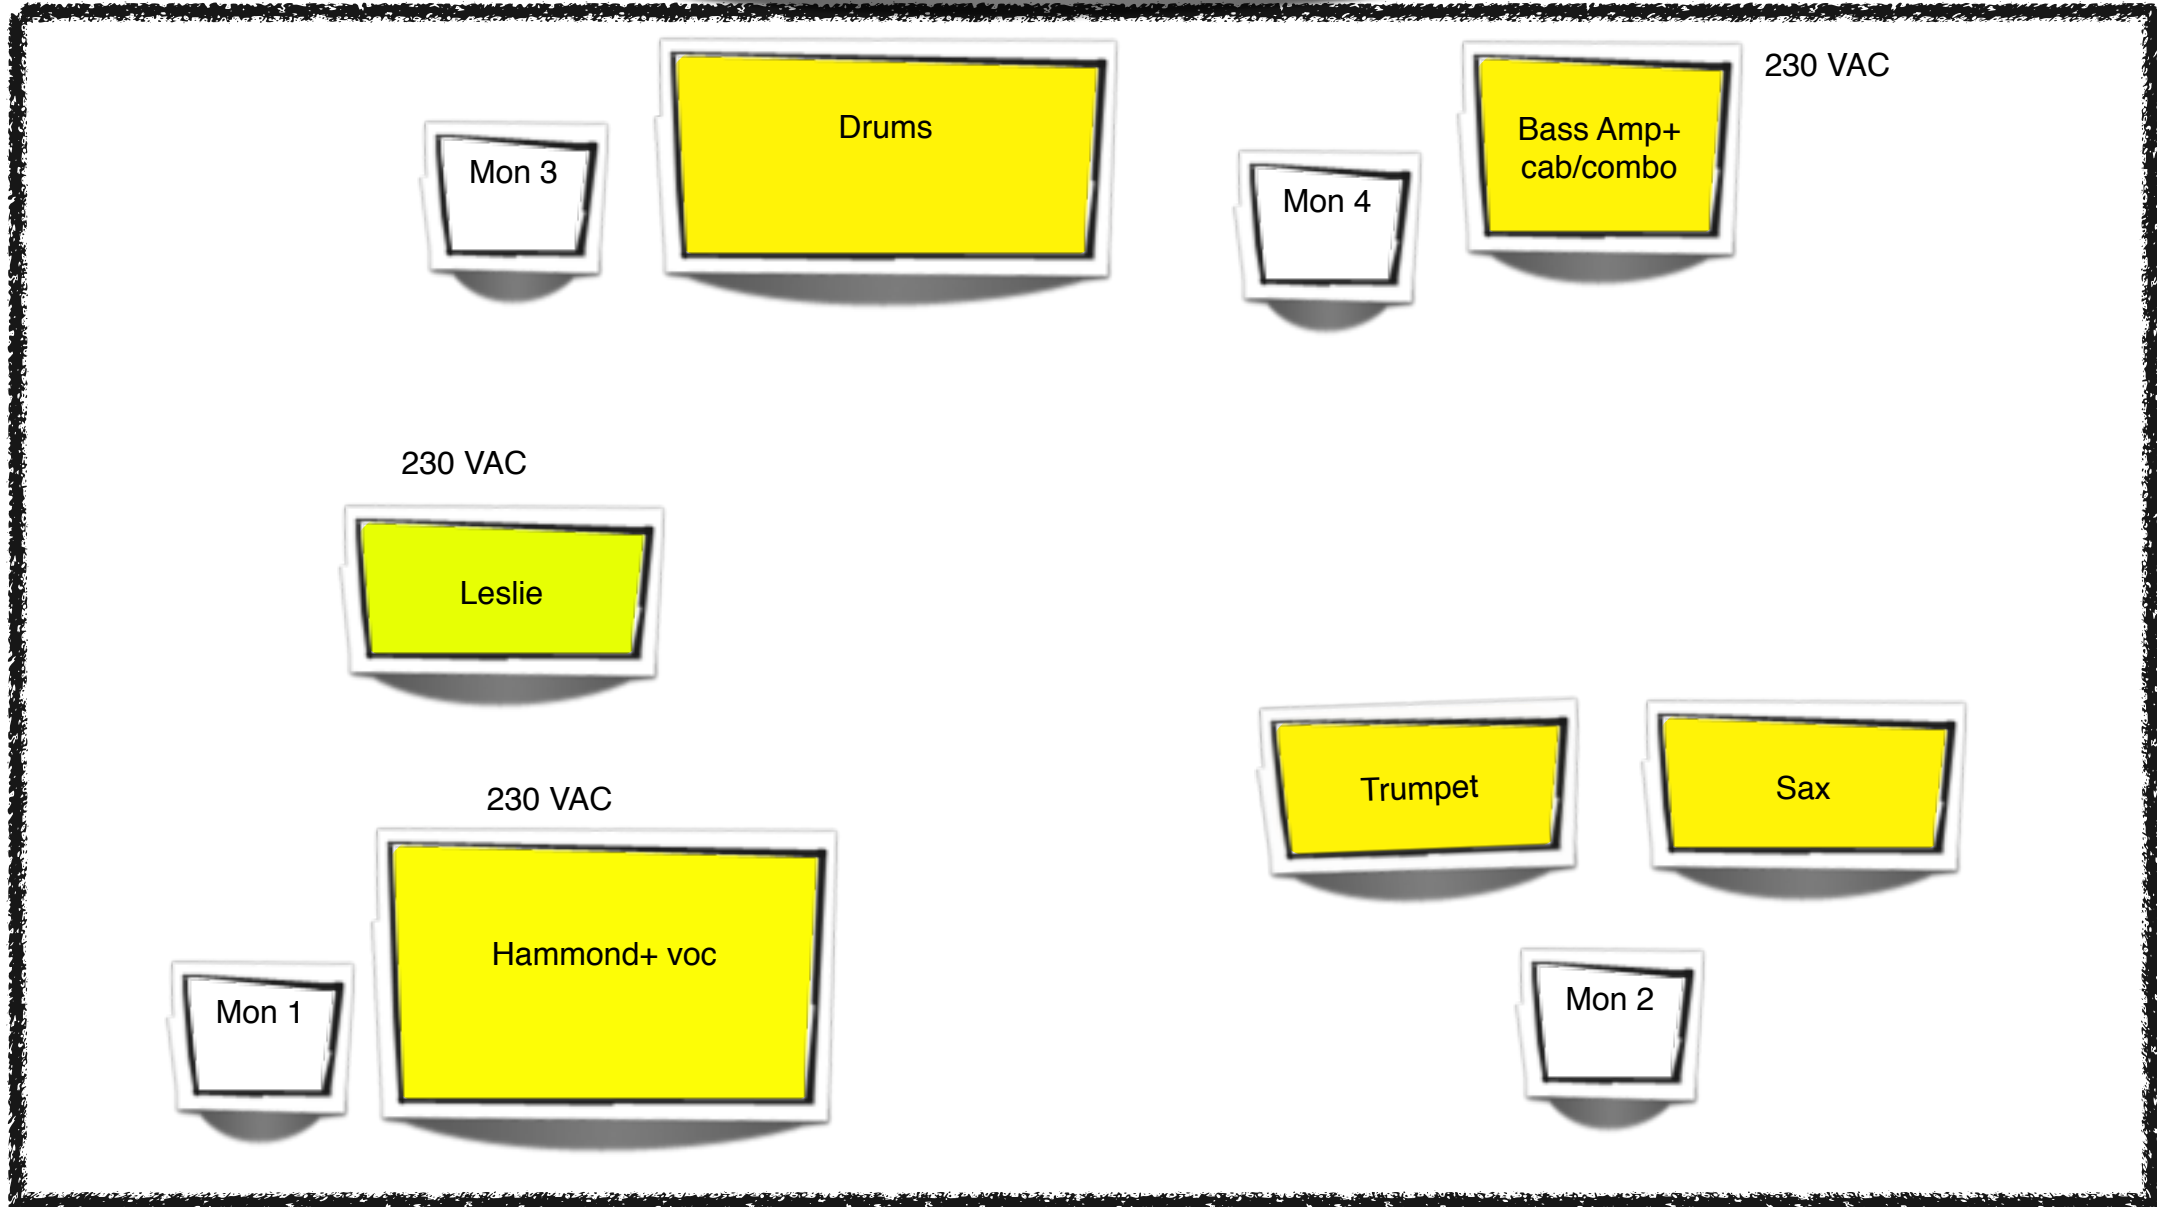 230 VAC
Drums
Bass Amp+
cab/combo
Mon 3
Mon 4
230 VAC
Leslie
230 VAC
Trumpet
Sax
Hammond+ voc
Mon 1
Mon 2